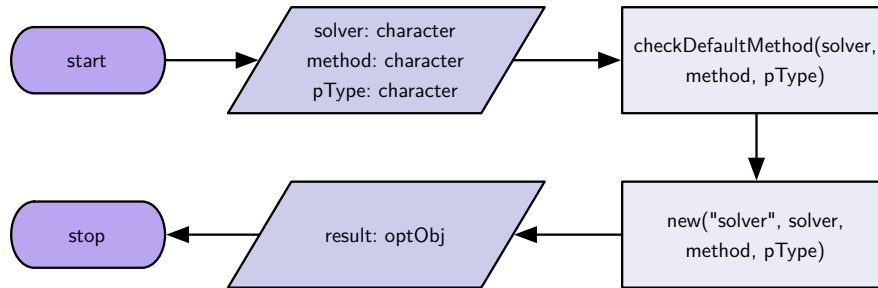 start
solver: character
method: character
pType: character
checkDefaultMethod(solver,
method, pType)
new("solver", solver,
method, pType)
result: optObj
stop